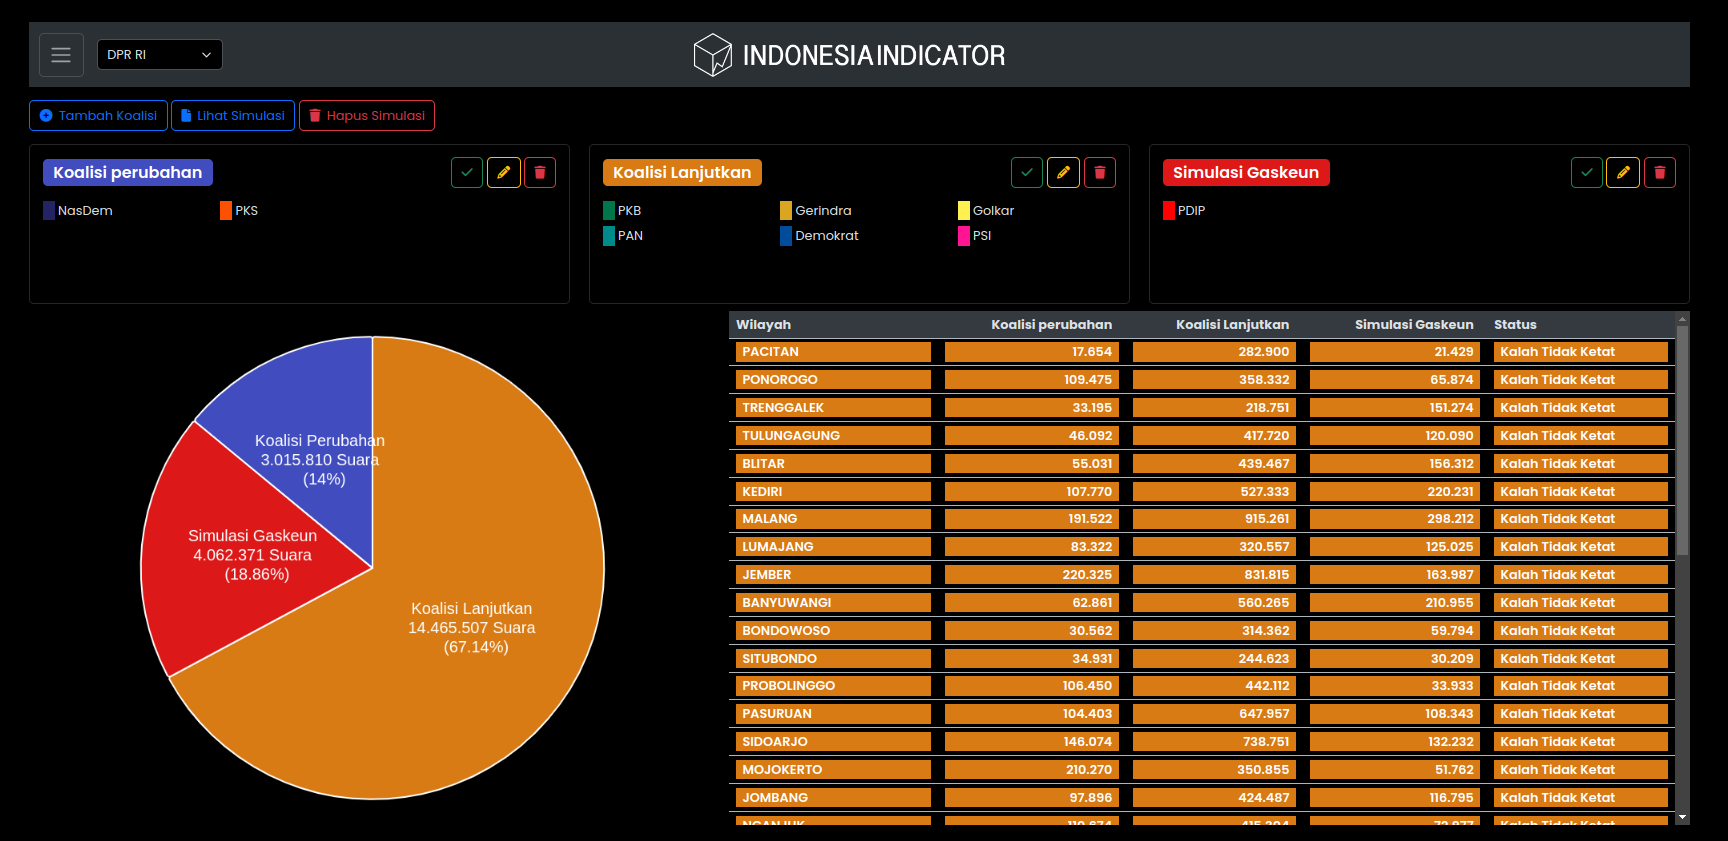 DPR RI
INDONESIA INDICATOR
Tambah Koalisi Lihat Simulasi Hapus Simulasi
Koalisi perubahan
NasDem PKS
Koalisi Lanjutkan
PKB Gerindra Golkar
PAN Demokrat PSI
Simulasi Gaskeun
PDIP
Koalisi Perubahan
3.015.810 Suara
(14%)
Simulasi Gaskeun
4.062.371 Suara
(18.86%)
Koalisi Lanjutkan
14.465.507 Suara
(67.14%)
Wilayah Koalisi perubahan Koalisi Lanjutkan Simulasi Gaskeun Status
PACITAN 17.654 282.900 21.429 Kalah Tidak Ketat
PONOROGO 109.475 358.332 65.874 Kalah Tidak Ketat
TRENGGALEK 33.195 218.751 151.274 Kalah Tidak Ketat
TULUNGAGUNG 46.092 417.720 120.090 Kalah Tidak Ketat
BLITAR 55.031 439.467 156.312 Kalah Tidak Ketat
KEDIRI 107.770 527.333 220.231 Kalah Tidak Ketat
MALANG 191.522 915.261 298.212 Kalah Tidak Ketat
LUMAJANG 83.322 320.557 125.025 Kalah Tidak Ketat
JEMBER 220.325 831.815 163.987 Kalah Tidak Ketat
BANYUWANGI 62.861 560.265 210.955 Kalah Tidak Ketat
BONDOWOSO 30.562 314.362 59.794 Kalah Tidak Ketat
SITUBONDO 34.931 244.623 30.209 Kalah Tidak Ketat
PROBOLINGGO 106.450 442.112 33.933 Kalah Tidak Ketat
PASURUAN 104.403 647.957 108.343 Kalah Tidak Ketat
SIDOARJO 146.074 738.751 132.232 Kalah Tidak Ketat
MOJOKERTO 210.270 350.855 51.762 Kalah Tidak Ketat
JOMBANG 97.896 424.487 116.795 Kalah Tidak Ketat
NGANJUK Kalah Tidak Ketat